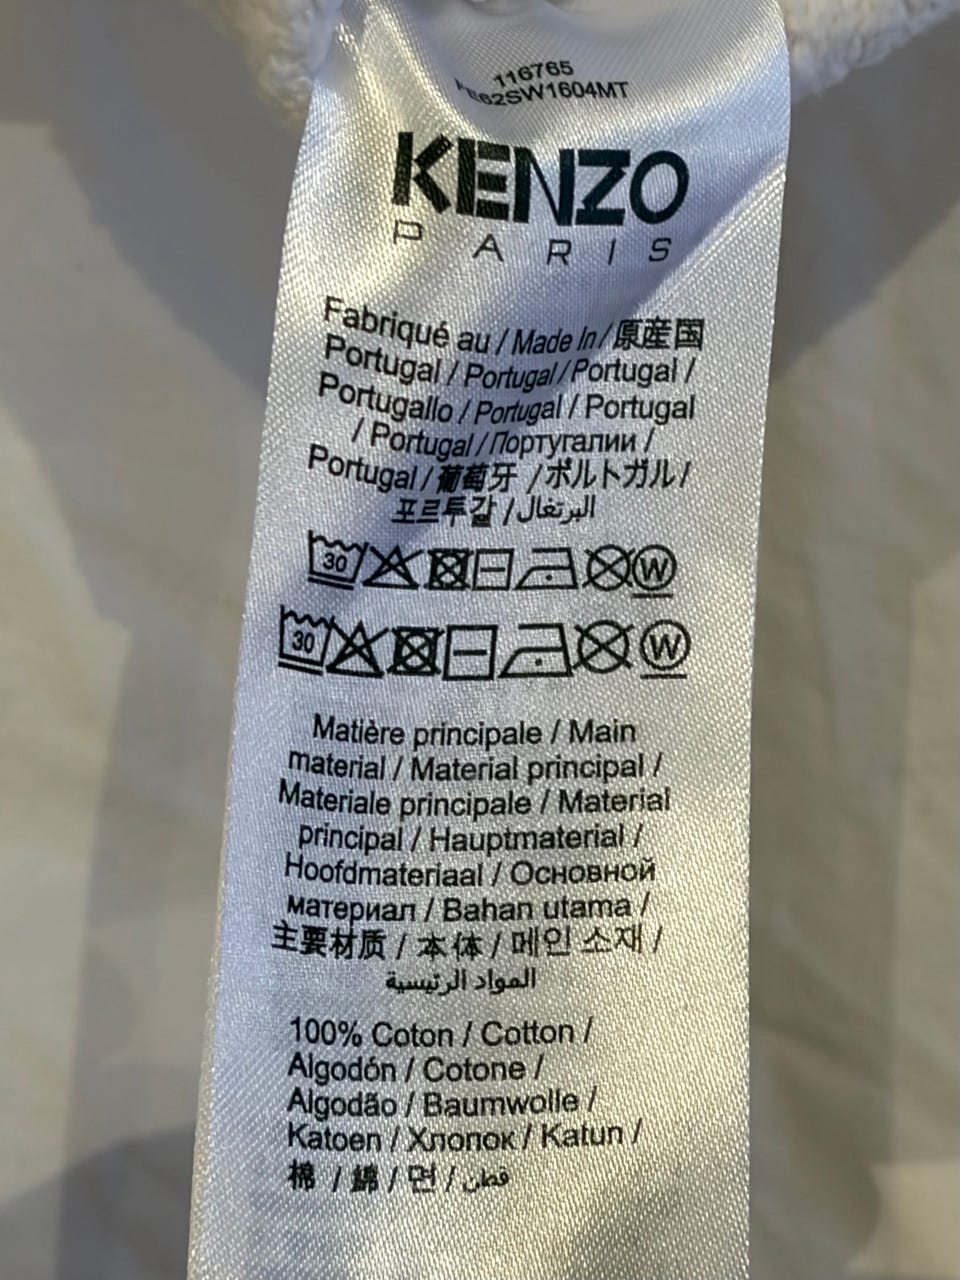 116765
FE62SW1604MT
KENZO
PARIS
Fabriqué au / Made In / 原産国
Portugal / Portugal / Portugal /
Portugallo / Portugal / Portugal
/ Portugal / Португалии /
Portugal / 葡萄牙 / ポルトガル /
포르투갈 / البرتغال
30 W
30 W
Matière principale / Main
material / Material principal /
Materiale principale / Material
principal / Hauptmaterial /
Hoofdmateriaal / Основной
материал / Bahan utama /
主要材质 / 本体 / 메인 소재 /
المواد الرئيسية
100% Coton / Cotton /
Algodón / Cotone /
Algodão / Baumwolle /
Katoen / Хлопок / Katun /
棉 / 綿 / 면 / قطن